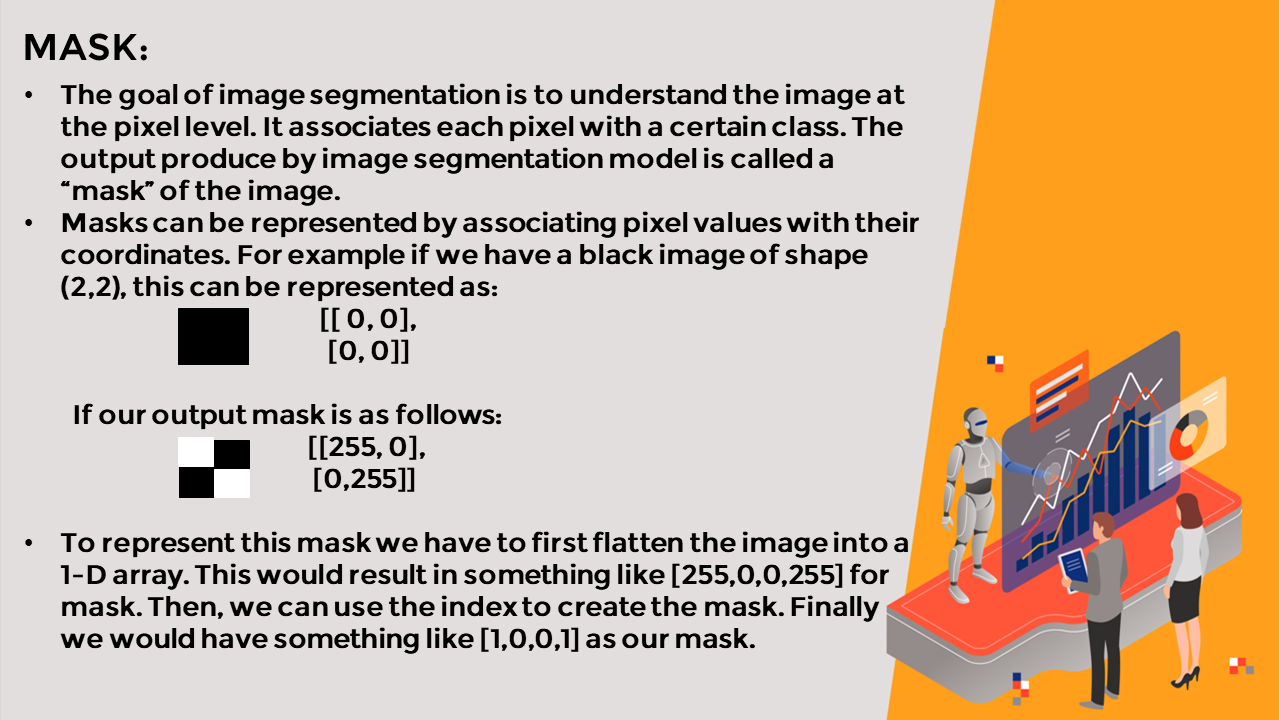 MASK:
• The goal of image segmentation is to understand the image at
the pixel level. It associates each pixel with a certain class. The
output produce by image segmentation model is called a
“mask” of the image.
• Masks can be represented by associating pixel values with their
coordinates. For example if we have a black image of shape
(2,2), this can be represented as:
[[ 0, 0],
[0, 0]]
If our output mask is as follows:
[[255, 0],
[0,255]]
• To represent this mask we have to first flatten the image into a
1-D array. This would result in something like [255,0,0,255] for
mask. Then, we can use the index to create the mask. Finally
we would have something like [1,0,0,1] as our mask.